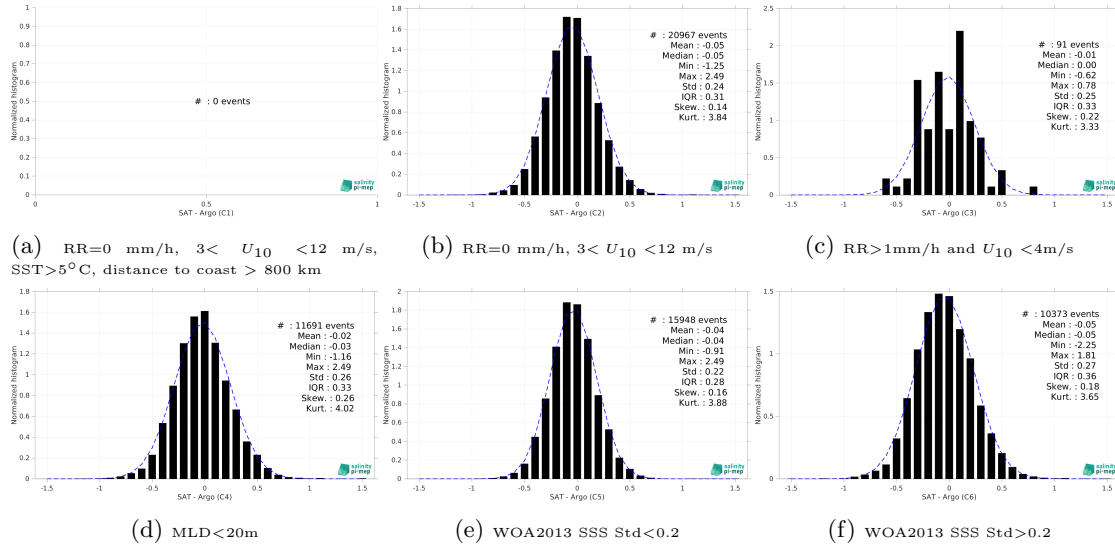 1
0.9
0.8
0.7
0.6
0.5
0.4
0.3
0.2
0.1
0
Normalized histogram
# : 0 events
salinity
pi-mep
0 0.5 1
SAT - Argo (C1)
(a) RR=0 mm/h, 3< U10 <12 m/s,
SST>5°C, distance to coast > 800 km
1.8
1.6
1.4
1.2
1
0.8
0.6
0.4
0.2
0
Normalized histogram
# : 20967 events
Mean : -0.05
Median : -0.05
Min : -1.25
Max : 2.49
Std : 0.24
IQR : 0.31
Skew. : 0.14
Kurt. : 3.84
salinity
pi-mep
-1.5 -1 -0.5 0 0.5 1 1.5
SAT - Argo (C2)
(b) RR=0 mm/h, 3< U10 <12 m/s
2.5
2
1.5
1
0.5
0
Normalized histogram
# : 91 events
Mean : -0.01
Median : 0.00
Min : -0.62
Max : 0.78
Std : 0.25
IQR : 0.33
Skew. : 0.22
Kurt. : 3.33
salinity
pi-mep
-1.5 -1 -0.5 0 0.5 1 1.5
SAT - Argo (C3)
(c) RR>1mm/h and U10 <4m/s
1.8
1.6
1.4
1.2
1
0.8
0.6
0.4
0.2
0
Normalized histogram
# : 11691 events
Mean : -0.02
Median : -0.03
Min : -1.16
Max : 2.49
Std : 0.26
IQR : 0.33
Skew. : 0.26
Kurt. : 4.02
salinity
pi-mep
-1.5 -1 -0.5 0 0.5 1 1.5
SAT - Argo (C4)
(d) MLD<20m
2
1.8
1.6
1.4
1.2
1
0.8
0.6
0.4
0.2
0
Normalized histogram
# : 15948 events
Mean : -0.04
Median : -0.04
Min : -0.91
Max : 2.49
Std : 0.22
IQR : 0.28
Skew. : 0.16
Kurt. : 3.88
salinity
pi-mep
-1.5 -1 -0.5 0 0.5 1 1.5
SAT - Argo (C5)
(e) WOA2013 SSS Std<0.2
1.5
1
0.5
0
Normalized histogram
# : 10373 events
Mean : -0.05
Median : -0.05
Min : -2.25
Max : 1.81
Std : 0.27
IQR : 0.36
Skew. : 0.18
Kurt. : 3.65
salinity
pi-mep
-1.5 -1 -0.5 0 0.5 1 1.5
SAT - Argo (C6)
(f) WOA2013 SSS Std>0.2